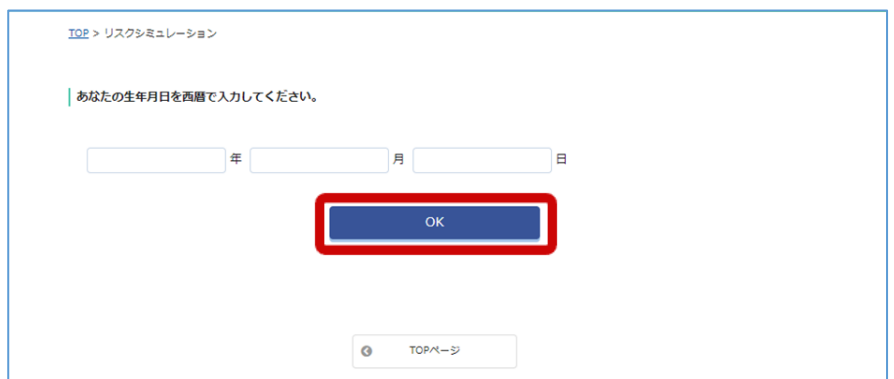 TOP > リスクシミュレーション
あなたの生年月日を西暦で入力してください。
年 月 日
OK
TOPページ